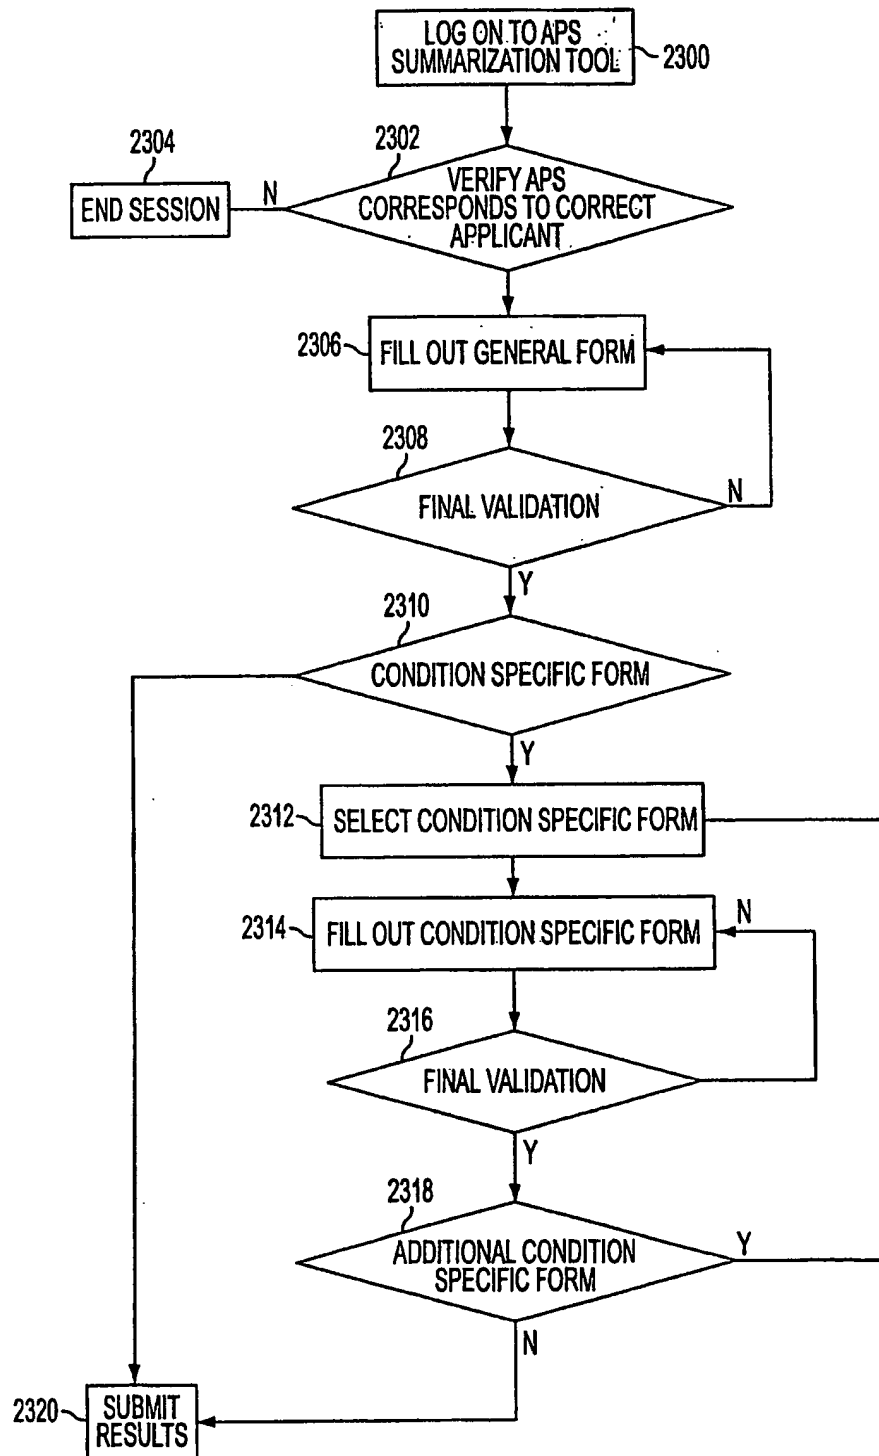 LOG ON TO APS
SUMMARIZATION TOOL
2300
2302
VERIFY APS
CORRESPONDS TO CORRECT
APPLICANT
N
2304
END SESSION
2306
FILL OUT GENERAL FORM
2308
FINAL VALIDATION
N
Y
2310
CONDITION SPECIFIC FORM
Y
2312
SELECT CONDITION SPECIFIC FORM
2314
FILL OUT CONDITION SPECIFIC FORM
N
2316
FINAL VALIDATION
Y
2318
ADDITIONAL CONDITION
SPECIFIC FORM
Y
N
2320
SUBMIT
RESULTS